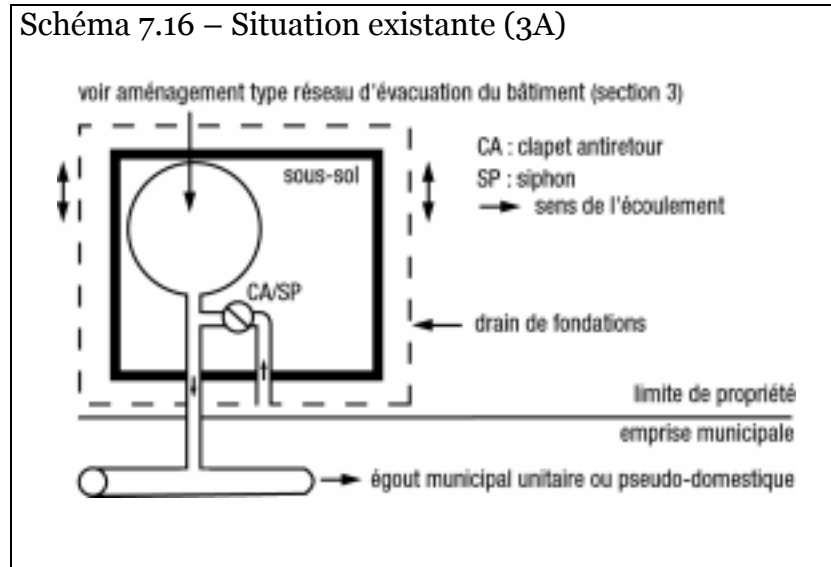 Schéma 7.16 – Situation existante (3A)
voir aménagement type réseau d'évacuation du bâtiment (section 3)
sous-sol
CA : clapet antiretour
SP : siphon
sens de l'écoulement
CA/SP
drain de fondations
limite de propriété
emprise municipale
égout municipal unitaire ou pseudo-domestique